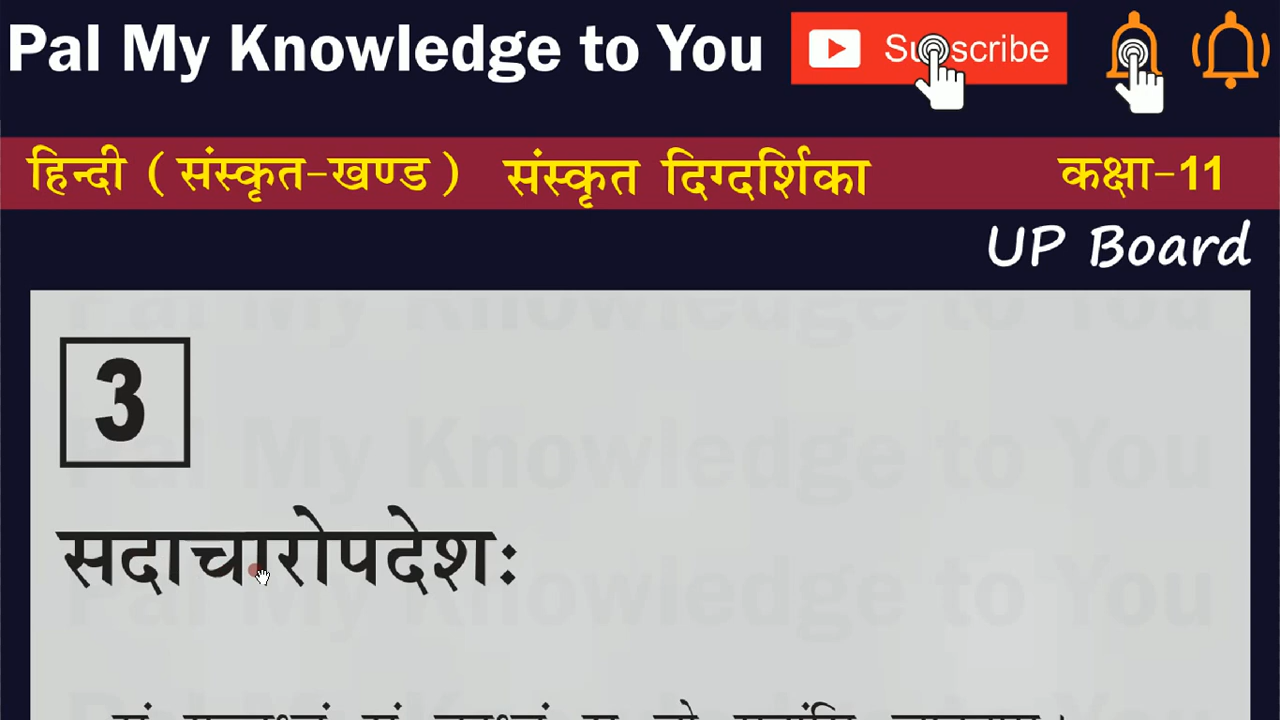 Pal My Knowledge to You
Subscribe
हिन्दी ( संस्कृत-खण्ड ) संस्कृत दिग्दर्शिका कक्षा-11
UP Board
3
सदाचारोपदेशः